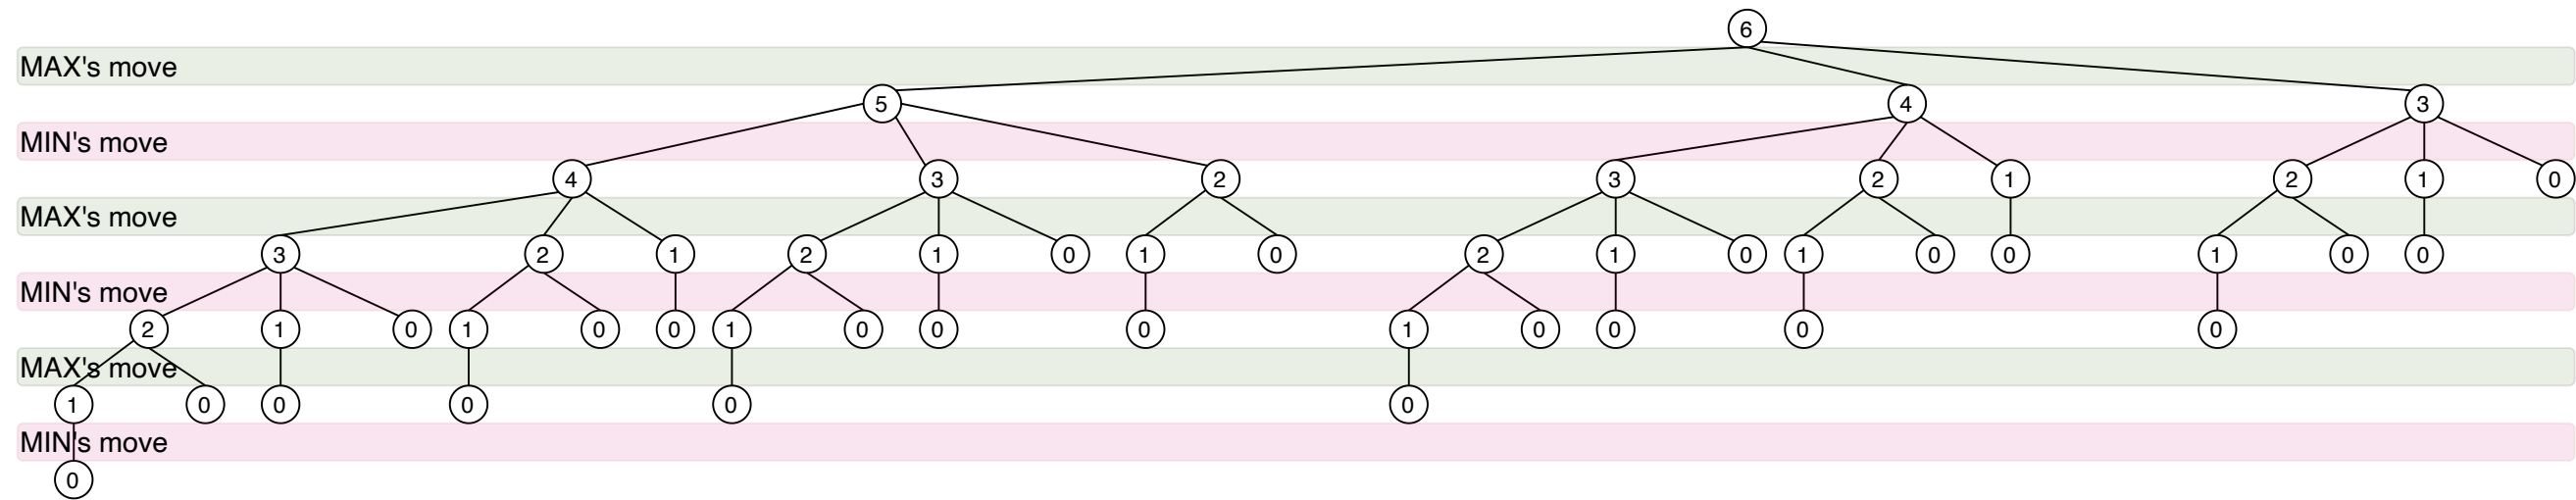 6
MAX's move
5 4 3
MIN's move
4 3 2 3 2 1 2 1 0
MAX's move
3 2 1 2 1 0 1 0 2 1 0 1 0 0 1 0 0
MIN's move
2 1 0 1 0 0 1 0 0 0 1 0 0 0 0
MAX's move
1 0 0 0 0 0
MIN's move
0